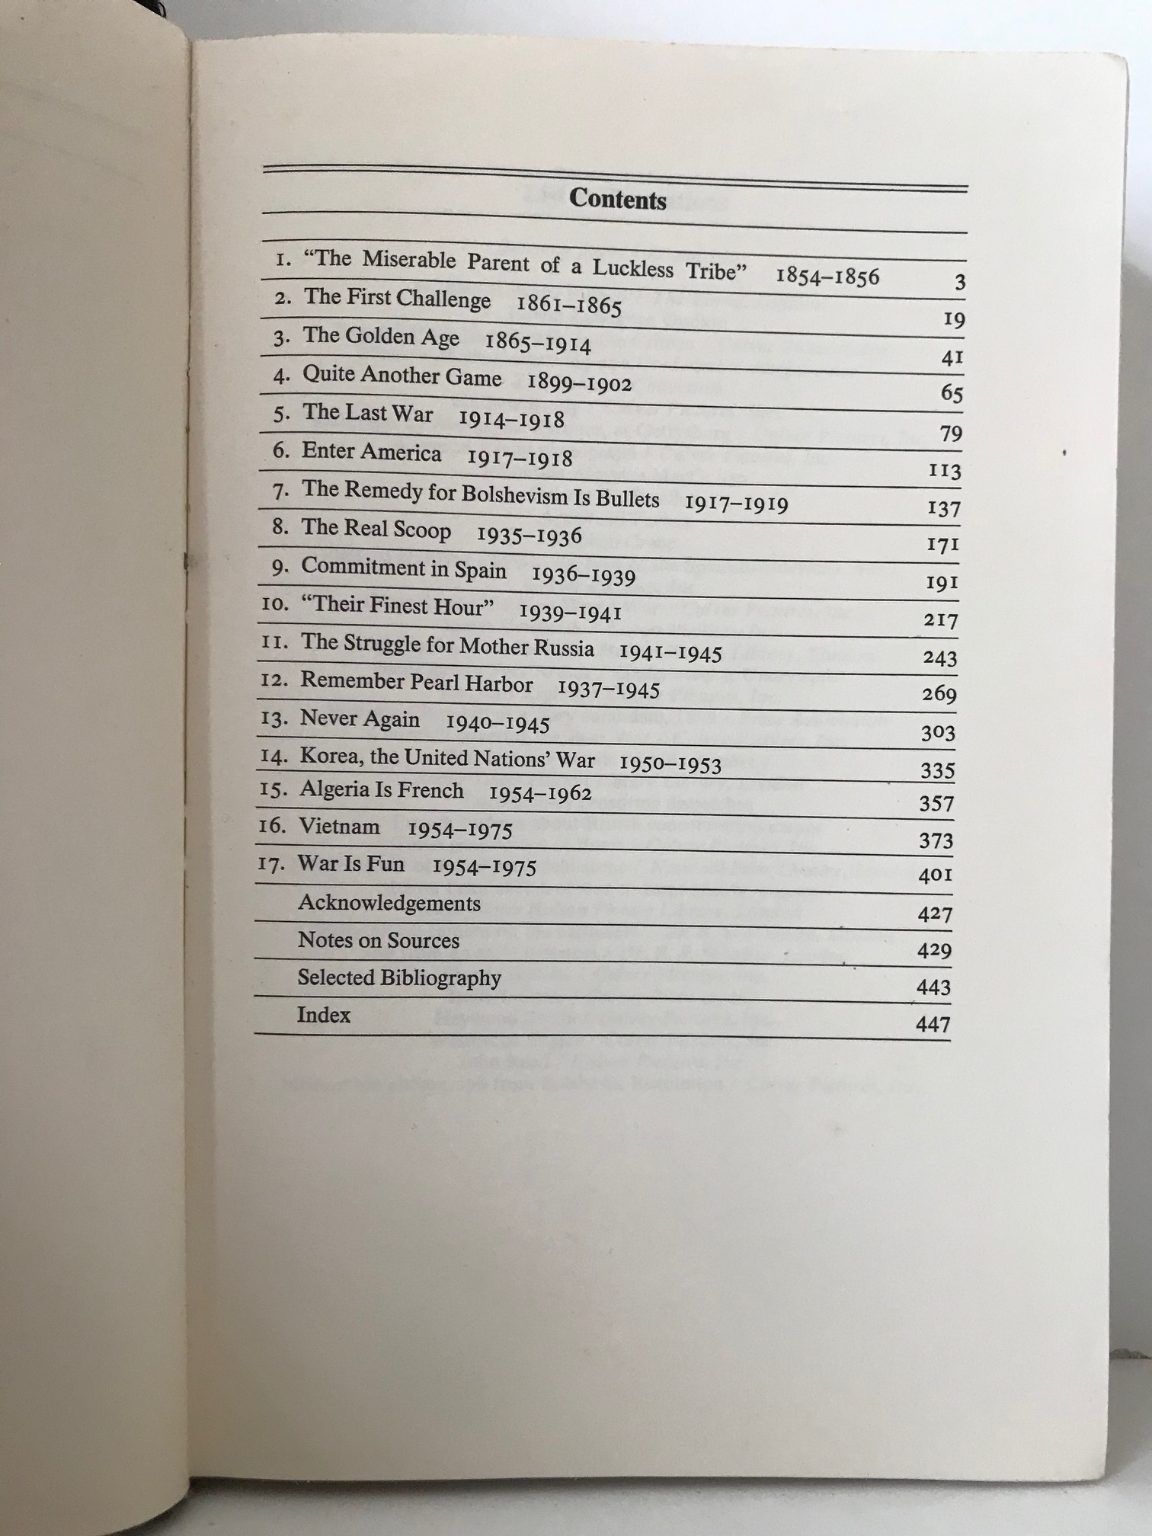 Contents
1. “The Miserable Parent of a Luckless Tribe” 1854–1856 3
2. The First Challenge 1861–1865 19
3. The Golden Age 1865–1914 41
4. Quite Another Game 1899–1902 65
5. The Last War 1914–1918 79
6. Enter America 1917–1918 113
7. The Remedy for Bolshevism Is Bullets 1917–1919 137
8. The Real Scoop 1935–1936 171
9. Commitment in Spain 1936–1939 191
10. “Their Finest Hour” 1939–1941 217
11. The Struggle for Mother Russia 1941–1945 243
12. Remember Pearl Harbor 1937–1945 269
13. Never Again 1940–1945 303
14. Korea, the United Nations’ War 1950–1953 335
15. Algeria Is French 1954–1962 357
16. Vietnam 1954–1975 373
17. War Is Fun 1954–1975 401
Acknowledgements 427
Notes on Sources 429
Selected Bibliography 443
Index 447